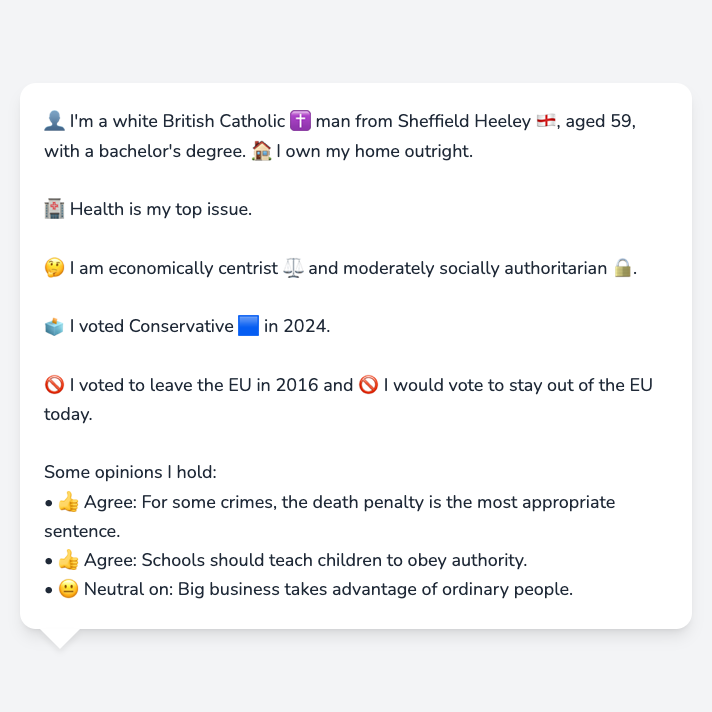 👤 I'm a white British Catholic ✝️ man from Sheffield Heeley 🏴󠁧󠁢󠁥󠁮󠁧󠁿, aged 59,
with a bachelor's degree. 🏠 I own my home outright.
🏥 Health is my top issue.
🤔 I am economically centrist ⚖️ and moderately socially authoritarian 🔒.
🗳️ I voted Conservative 🟦 in 2024.
🚫 I voted to leave the EU in 2016 and 🚫 I would vote to stay out of the EU
today.
Some opinions I hold:
• 👍 Agree: For some crimes, the death penalty is the most appropriate
sentence.
• 👍 Agree: Schools should teach children to obey authority.
• 😐 Neutral on: Big business takes advantage of ordinary people.